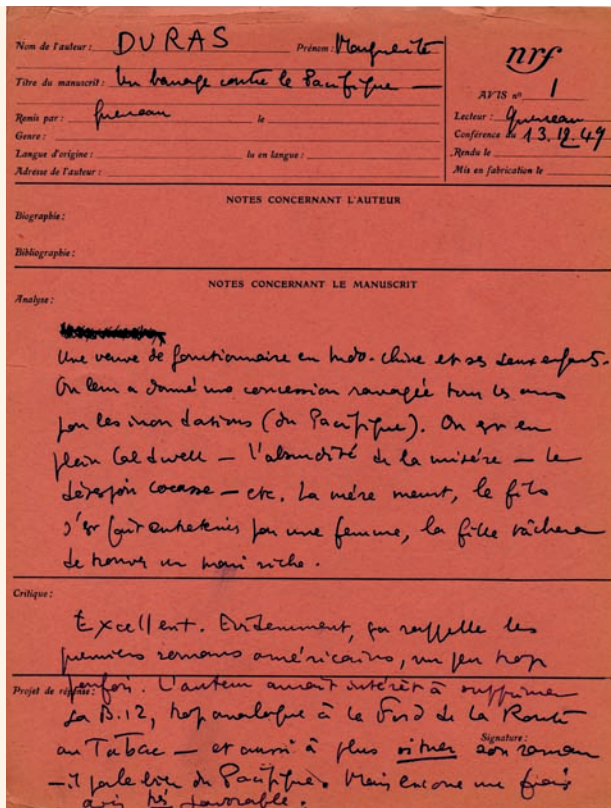 Nom de l'auteur : DURAS Prénom : Marguerite
nrf
Titre du manuscrit : Un barrage contre le Pacifique —
AVIS nº 1
Remis par : Queneau le
Lecteur : Queneau
Genre :
Conférence du 13.12.49
Langue d'origine : lu en langue :
Rendu le
Adresse de l'auteur :
Mis en fabrication le
NOTES CONCERNANT L'AUTEUR
Biographie :
Bibliographie :
NOTES CONCERNANT LE MANUSCRIT
Analyse :
Une veuve de fonctionnaire en Indo-Chine et ses deux enfants.
On leur a donné une concession ravagée tous les ans
par les inondations (du Pacifique). On est en
plein Caldwell — l'absurdité de la misère — le
désespoir cocasse — etc. La mère meurt, le fils
s'est fait entretenir par une femme, la fille tâchera
de trouver un mari riche.
Critique :
Excellent. Evidemment, ça rappelle les
premiers romans américains, un peu trop
parfois. L'auteur aurait intérêt à supprimer
Projet de réponse :
la B.12, trop analogue à la Ford de la Route
Signature :
au Tabac — et aussi à plus situer son roman
— il parle bien du Pacifique. Mais encore une fois
avis très favorable.